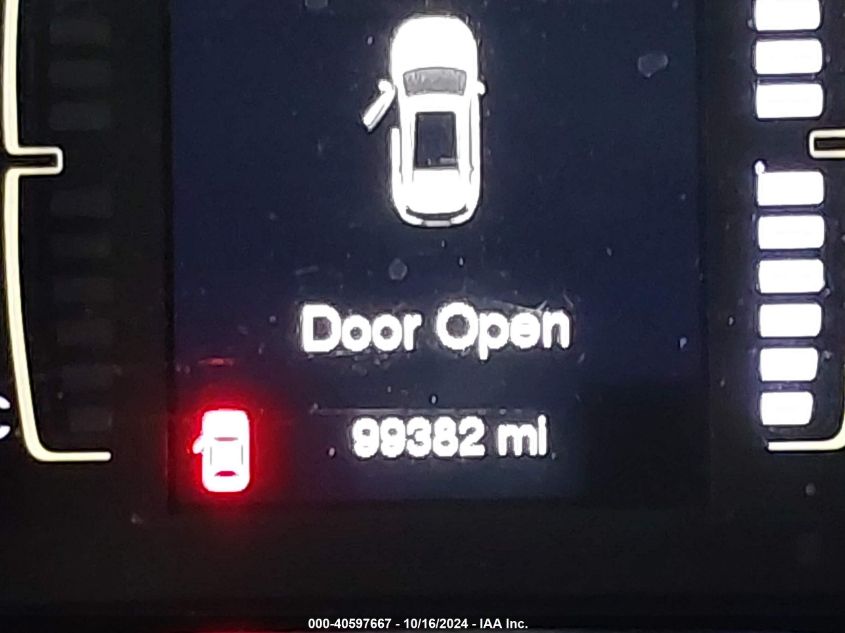 Door Open
99382 mi
000-40597667 - 10/16/2024 - IAA Inc.